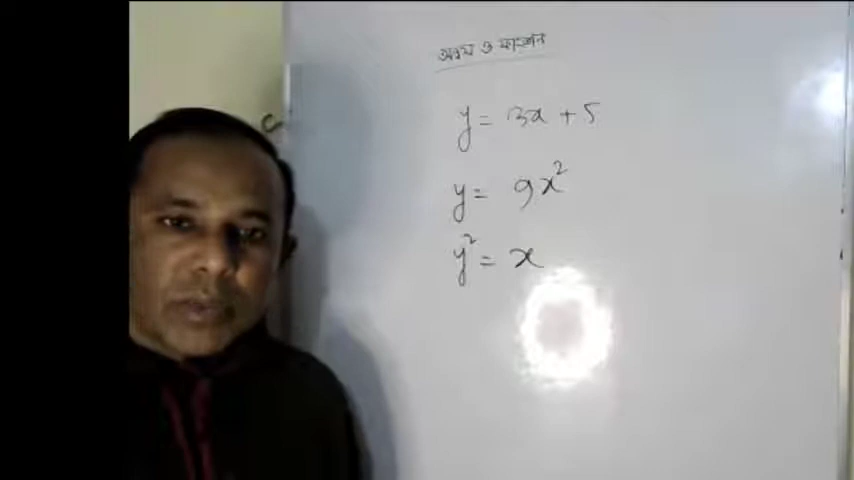 অন্বয় ও ফাংশন
y = 3x + 5
y = 9x²
y² = x